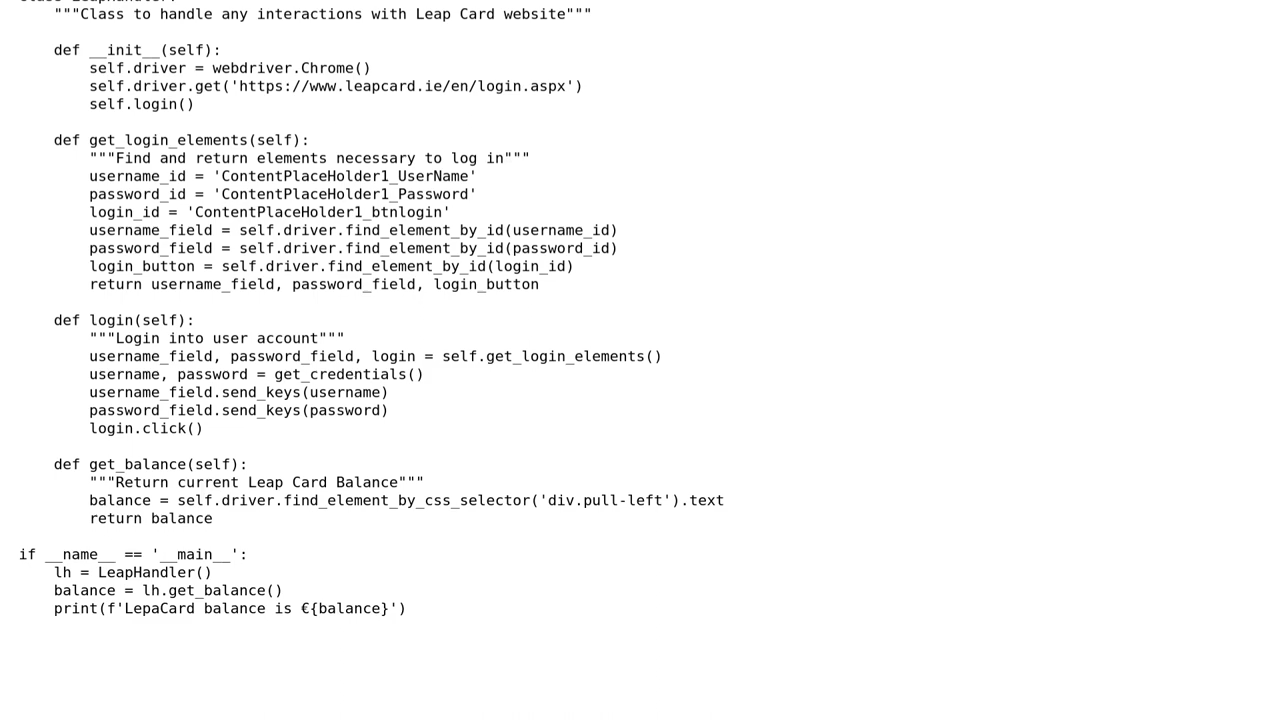 """Class to handle any interactions with Leap Card website"""
def __init__(self):
self.driver = webdriver.Chrome()
self.driver.get('https://www.leapcard.ie/en/login.aspx')
self.login()
def get_login_elements(self):
"""Find and return elements necessary to log in"""
username_id = 'ContentPlaceHolder1_UserName'
password_id = 'ContentPlaceHolder1_Password'
login_id = 'ContentPlaceHolder1_btnlogin'
username_field = self.driver.find_element_by_id(username_id)
password_field = self.driver.find_element_by_id(password_id)
login_button = self.driver.find_element_by_id(login_id)
return username_field, password_field, login_button
def login(self):
"""Login into user account"""
username_field, password_field, login = self.get_login_elements()
username, password = get_credentials()
username_field.send_keys(username)
password_field.send_keys(password)
login.click()
def get_balance(self):
"""Return current Leap Card Balance"""
balance = self.driver.find_element_by_css_selector('div.pull-left').text
return balance
if __name__ == '__main__':
lh = LeapHandler()
balance = lh.get_balance()
print(f'LepaCard balance is €{balance}')